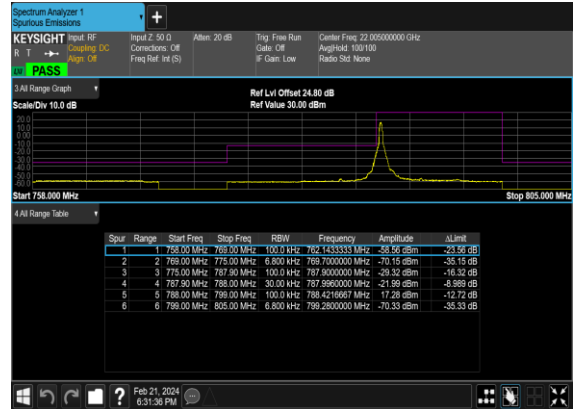 Spectrum Analyzer 1
Spurious Emissions
+
KEYSIGHT Input: RF Input Z: 50 Ω Atten: 20 dB Trig: Free Run Center Freq: 22.005000000 GHz
R T Coupling: DC Corrections: Off Gate: Off Avg|Hold: 100/100
Align: Off Freq Ref: Int (S) IF Gain: Low Radio Std: None
PASS
3 All Range Graph
Ref Lvl Offset 24.80 dB
Scale/Div 10.0 dB Ref Value 30.00 dBm
20.0
10.0
0.00
-10.0
-20.0
-30.0
-40.0
-50.0
-60.0
Start 758.000 MHz Stop 805.000 MHz
4 All Range Table
Spur Range Start Freq Stop Freq RBW Frequency Amplitude ΔLimit
1 1 758.00 MHz 769.00 MHz 100.0 kHz 762.1433333 MHz -58.56 dBm -23.56 dB
2 2 769.00 MHz 775.00 MHz 6.800 kHz 769.7000000 MHz -70.15 dBm -35.15 dB
3 3 775.00 MHz 787.90 MHz 100.0 kHz 787.9000000 MHz -29.32 dBm -16.32 dB
4 4 787.90 MHz 788.00 MHz 30.00 kHz 787.9960000 MHz -21.99 dBm -8.989 dB
5 5 788.00 MHz 799.00 MHz 100.0 kHz 788.4216667 MHz 17.28 dBm -12.72 dB
6 6 799.00 MHz 805.00 MHz 6.800 kHz 799.2800000 MHz -70.33 dBm -35.33 dB
? Feb 21, 2024
6:31:36 PM